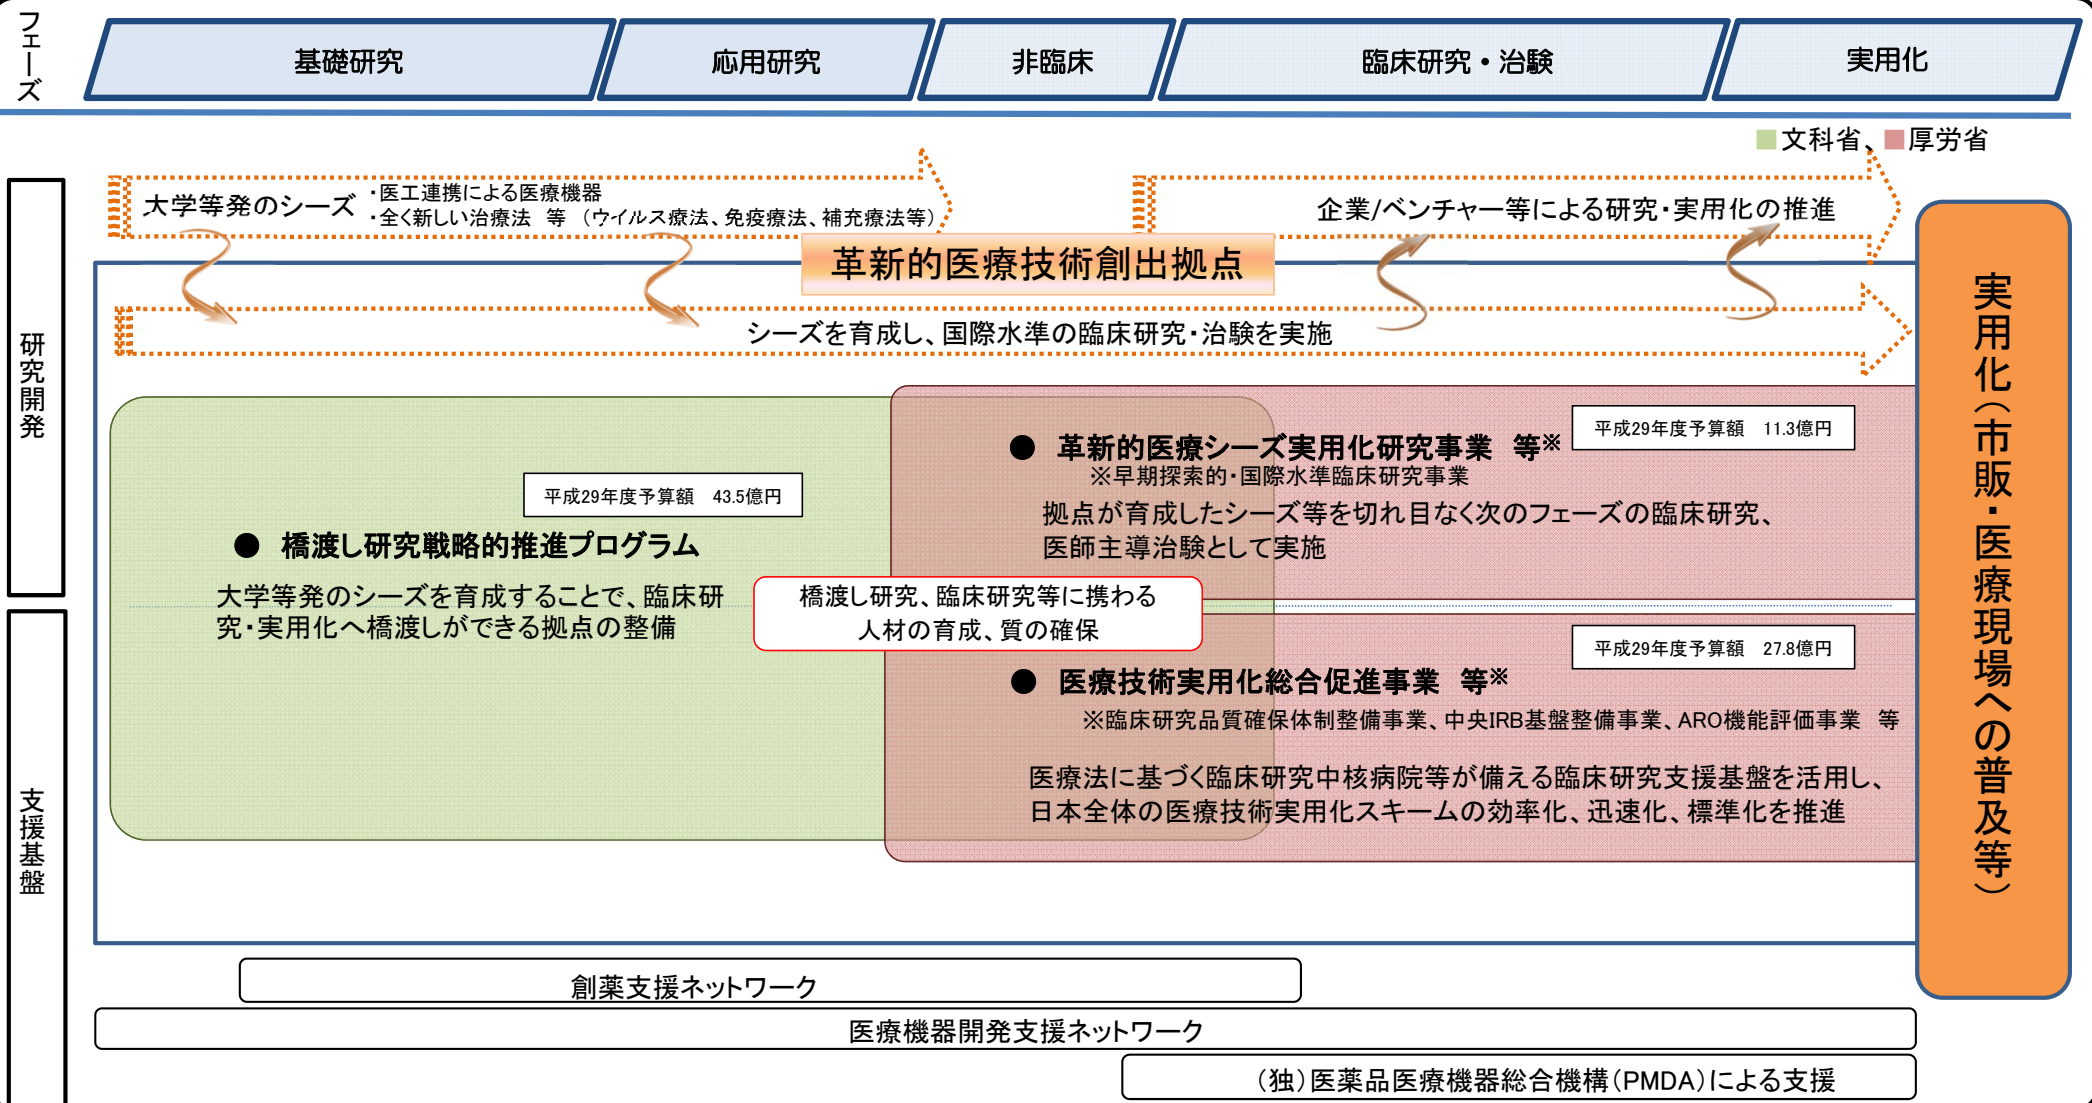 フェーズ
基礎研究
応用研究
非臨床
臨床研究・治験
実用化
■文科省、■厚労省
研究開発
大学等発のシーズ
・医工連携による医療機器
・全く新しい治療法　等　（ウイルス療法、免疫療法、補充療法等）
企業/ベンチャー等による研究・実用化の推進
革新的医療技術創出拠点
シーズを育成し、国際水準の臨床研究・治験を実施
平成29年度予算額　43.5億円
● 橋渡し研究戦略的推進プログラム
大学等発のシーズを育成することで、臨床研
究・実用化へ橋渡しができる拠点の整備
平成29年度予算額　11.3億円
● 革新的医療シーズ実用化研究事業　等※
※早期探索的・国際水準臨床研究事業
拠点が育成したシーズ等を切れ目なく次のフェーズの臨床研究、
医師主導治験として実施
橋渡し研究、臨床研究等に携わる
人材の育成、質の確保
平成29年度予算額　27.8億円
● 医療技術実用化総合促進事業　等※
※臨床研究品質確保体制整備事業、中央IRB基盤整備事業、ARO機能評価事業　等
医療法に基づく臨床研究中核病院等が備える臨床研究支援基盤を活用し、
日本全体の医療技術実用化スキームの効率化、迅速化、標準化を推進
実用化（市販・医療現場への普及等）
支援基盤
創薬支援ネットワーク
医療機器開発支援ネットワーク
（独）医薬品医療機器総合機構（PMDA）による支援